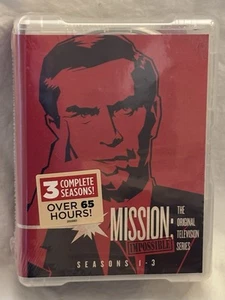 3 COMPLETE
SEASONS!
OVER 65
HOURS!
MISSION:
IMPOSSIBLE
THE
ORIGINAL
TELEVISION
SERIES
SEASONS 1-3